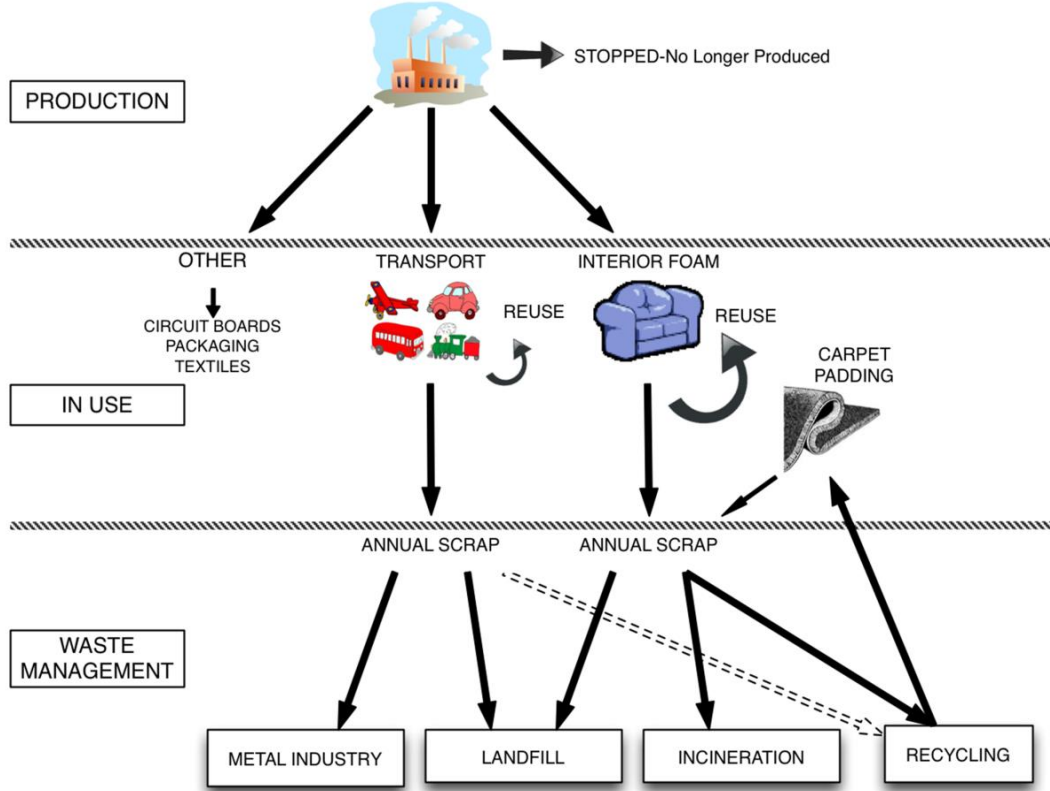 STOPPED-No Longer Produced
PRODUCTION
OTHER
TRANSPORT
INTERIOR FOAM
CIRCUIT BOARDS
PACKAGING
TEXTILES
REUSE
REUSE
CARPET
PADDING
IN USE
ANNUAL SCRAP
ANNUAL SCRAP
WASTE
MANAGEMENT
METAL INDUSTRY
LANDFILL
INCINERATION
RECYCLING